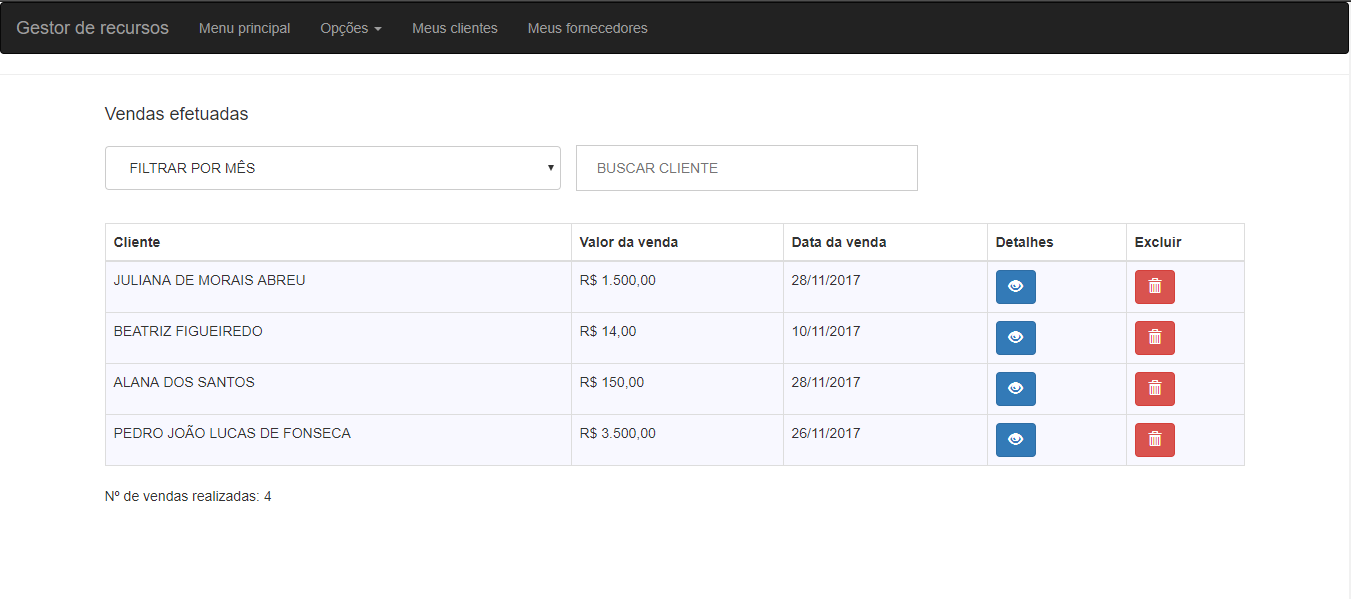 Gestor de recursos Menu principal Opções Meus clientes Meus fornecedores
Vendas efetuadas
FILTRAR POR MÊS BUSCAR CLIENTE
Cliente Valor da venda Data da venda Detalhes Excluir
JULIANA DE MORAIS ABREU R$ 1.500,00 28/11/2017
BEATRIZ FIGUEIREDO R$ 14,00 10/11/2017
ALANA DOS SANTOS R$ 150,00 28/11/2017
PEDRO JOÃO LUCAS DE FONSECA R$ 3.500,00 26/11/2017
Nº de vendas realizadas: 4